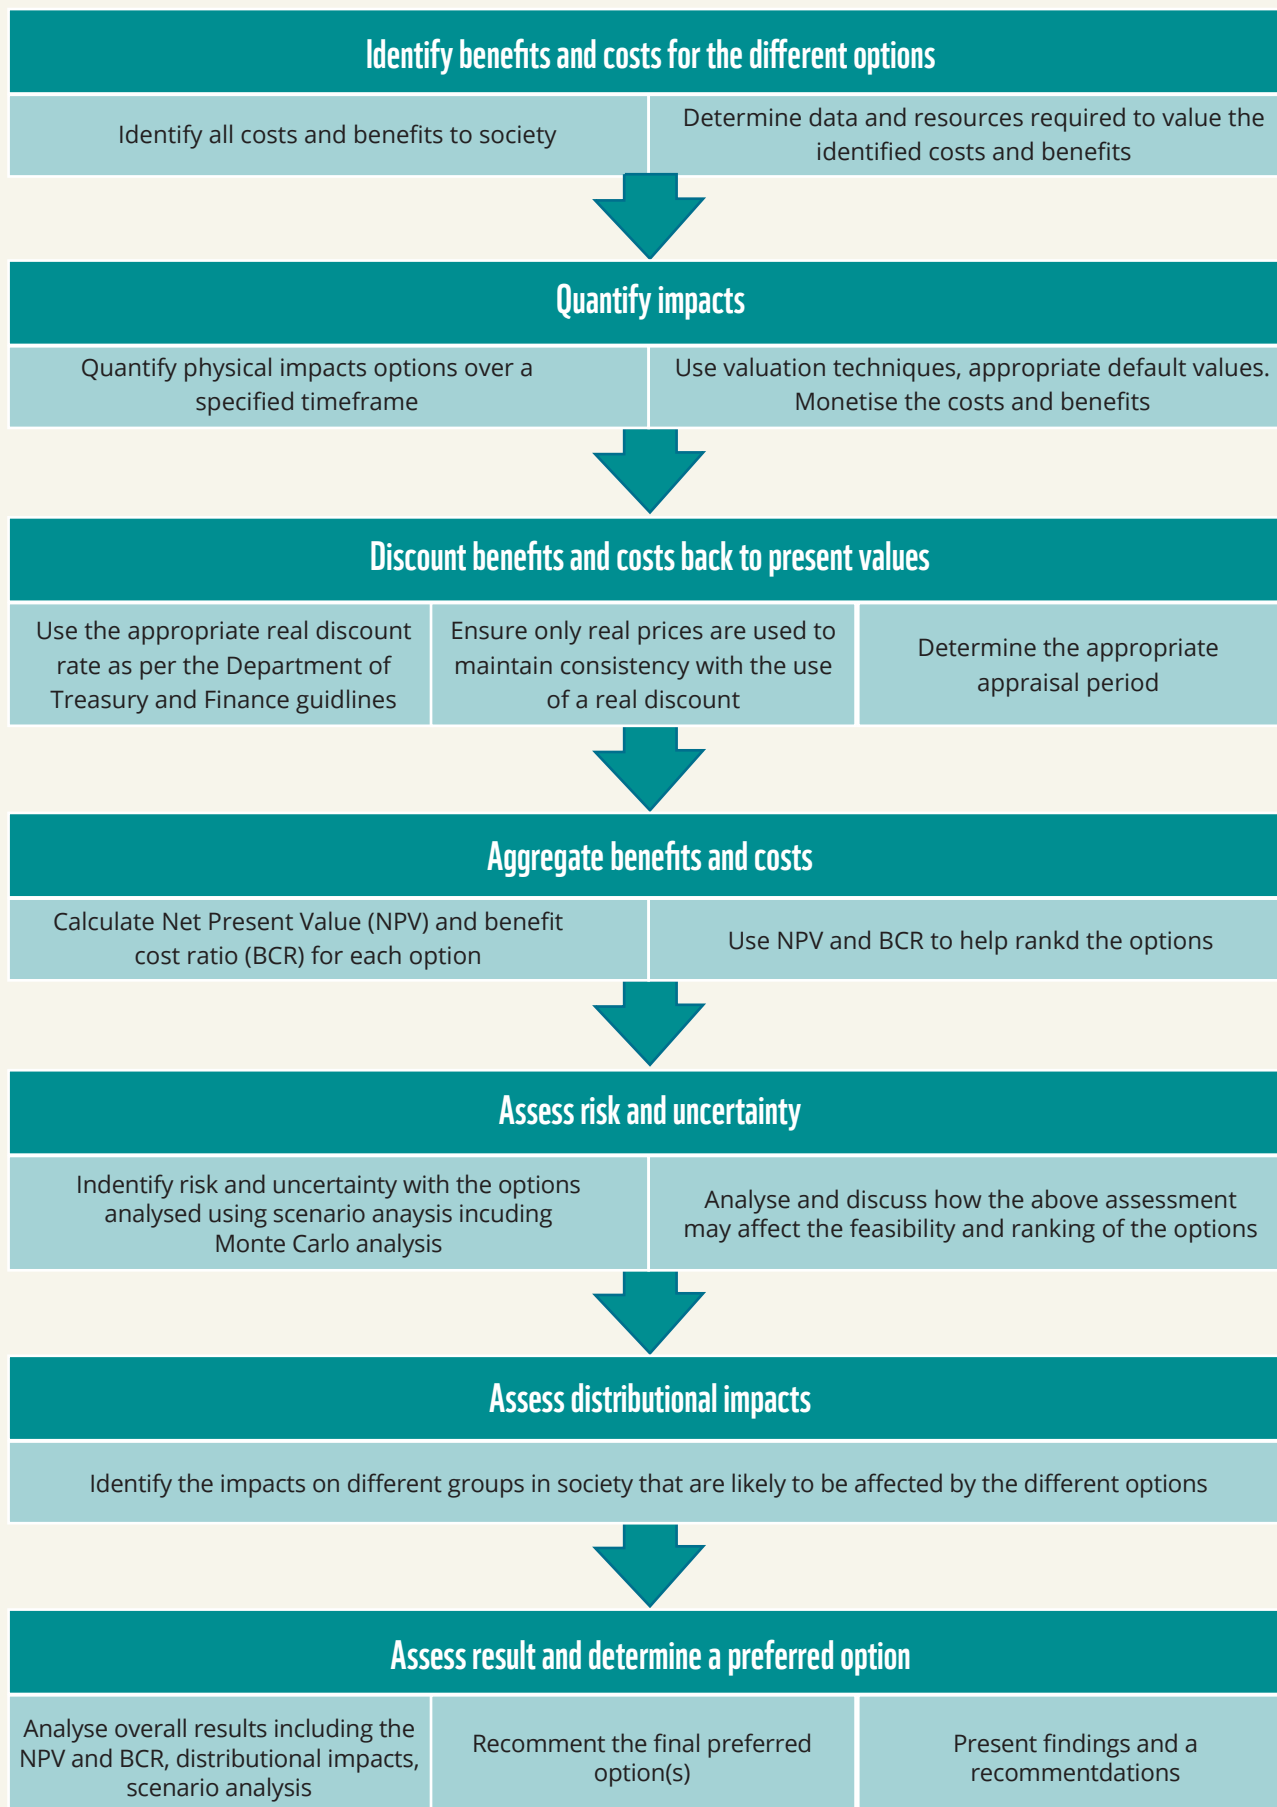 Identify benefits and costs for the different options
Identify all costs and benefits to society
Determine data and resources required to value the
identified costs and benefits
Quantify impacts
Quantify physical impacts options over a
specified timeframe
Use valuation techniques, appropriate default values.
Monetise the costs and benefits
Discount benefits and costs back to present values
Use the appropriate real discount
rate as per the Department of
Treasury and Finance guidlines
Ensure only real prices are used to
maintain consistency with the use
of a real discount
Determine the appropriate
appraisal period
Aggregate benefits and costs
Calculate Net Present Value (NPV) and benefit
cost ratio (BCR) for each option
Use NPV and BCR to help rankd the options
Assess risk and uncertainty
Indentify risk and uncertainty with the options
analysed using scenario anaysis incuding
Monte Carlo analysis
Analyse and discuss how the above assessment
may affect the feasibility and ranking of the options
Assess distributional impacts
Identify the impacts on different groups in society that are likely to be affected by the different options
Assess result and determine a preferred option
Analyse overall results including the
NPV and BCR, distributional impacts,
scenario analysis
Recomment the final preferred
option(s)
Present findings and a
recommentdations